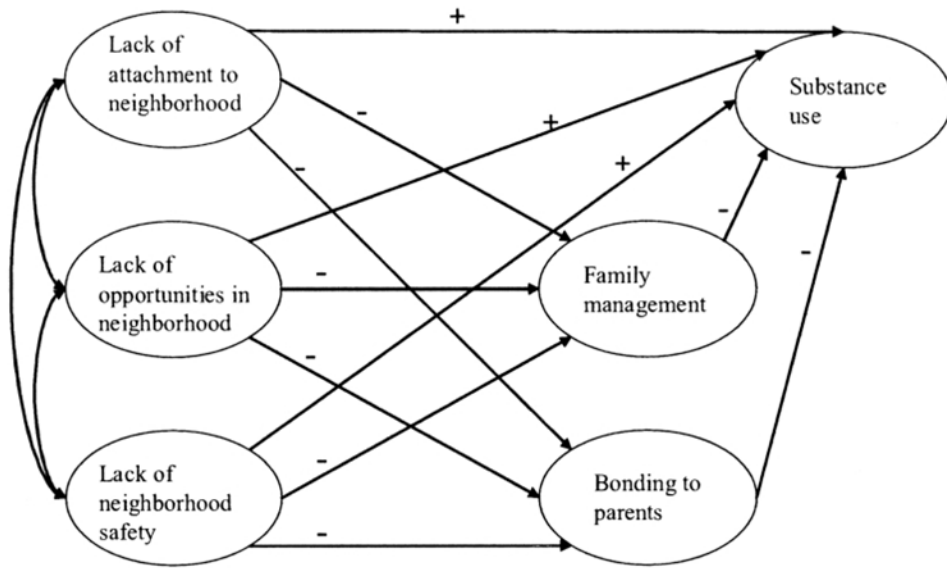 +
Lack of
attachment to
neighborhood
Substance
use
-
+
+
-
-
Lack of
opportunities in
neighborhood
-
Family
management
-
-
-
Lack of
neighborhood
safety
-
Bonding to
parents
-